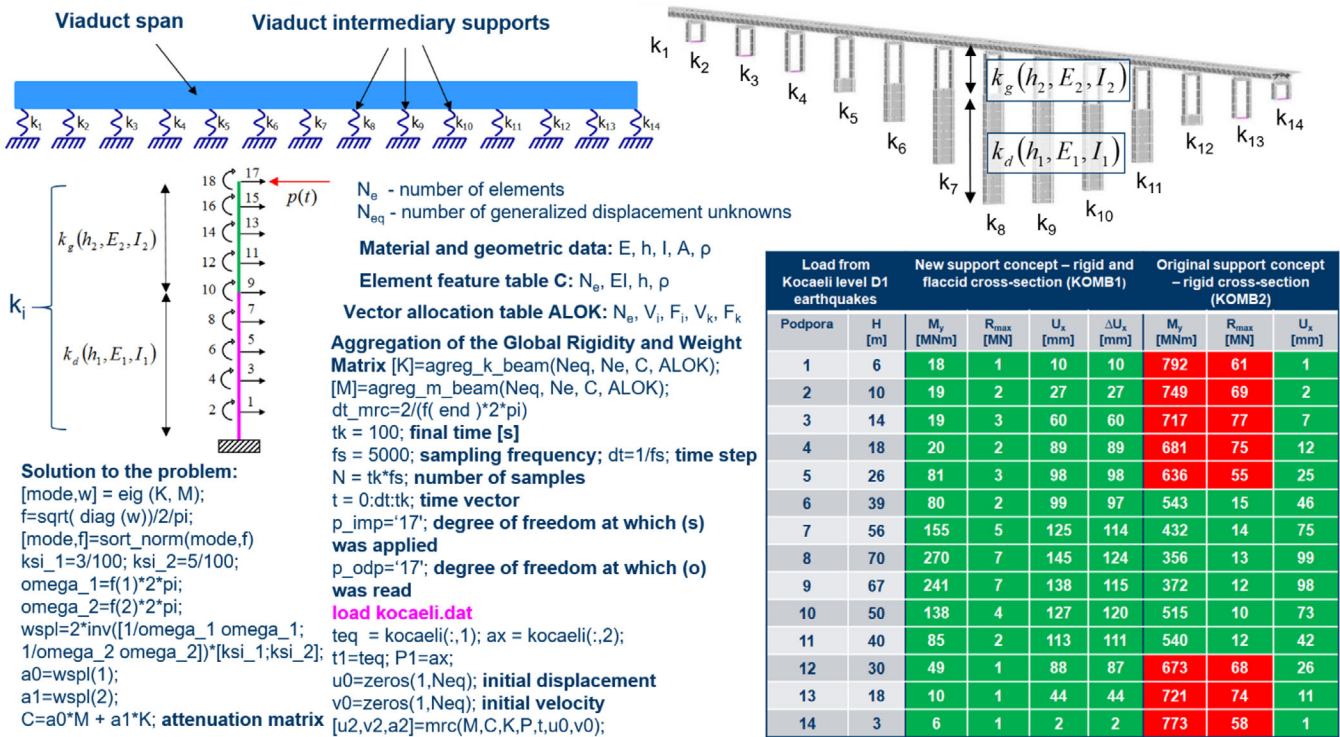 Viaduct span
Viaduct intermediary supports
k₁ k₂ k₃ k₄ k₅ k₆ k₇ k₈ k₉ k₁₀ k₁₁ k₁₂ k₁₃ k₁₄
k₁
k₂
k₃
k₄
k₅
k₆
k₇
k₈
k₉
k₁₀
k₁₁
k₁₂
k₁₃
k₁₄
k_g(h₂, E₂, I₂)
k_d(h₁, E₁, I₁)
18 17
p(t)
16 15
14 13
12 11
10 9
8 7
6 5
4 3
2 1
k_g(h₂, E₂, I₂)
k_i
k_d(h₁, E₁, I₁)
Nₑ - number of elements
N_eq - number of generalized displacement unknowns
Material and geometric data: E, h, I, A, ρ
Element feature table C: Nₑ, EI, h, ρ
Vector allocation table ALOK: Nₑ, Vᵢ, Fᵢ, Vₖ, Fₖ
Aggregation of the Global Rigidity and Weight
Matrix [K]=agreg_k_beam(Neq, Ne, C, ALOK);
[M]=agreg_m_beam(Neq, Ne, C, ALOK);
dt_mrc=2/(f( end )*2*pi)
tk = 100; final time [s]
fs = 5000; sampling frequency; dt=1/fs; time step
N = tk*fs; number of samples
t = 0:dt:tk; time vector
p_imp='17'; degree of freedom at which (s)
was applied
p_odp='17'; degree of freedom at which (o)
was read
load kocaeli.dat
teq = kocaeli(:,1); ax = kocaeli(:,2);
t1=teq; P1=ax;
u0=zeros(1,Neq); initial displacement
v0=zeros(1,Neq); initial velocity
[u2,v2,a2]=mrc(M,C,K,P,t,u0,v0);
Solution to the problem:
[mode,w] = eig (K, M);
f=sqrt( diag (w))/2/pi;
[mode,f]=sort_norm(mode,f)
ksi_1=3/100; ksi_2=5/100;
omega_1=f(1)*2*pi;
omega_2=f(2)*2*pi;
wspl=2*inv([1/omega_1 omega_1;
1/omega_2 omega_2])*[ksi_1;ksi_2];
a0=wspl(1);
a1=wspl(2);
C=a0*M + a1*K; attenuation matrix
Load from Kocaeli level D1 earthquakes
New support concept – rigid and flaccid cross-section (KOMB1)
Original support concept – rigid cross-section (KOMB2)
Podpora H [m] M_y [MNm] R_max [MN] U_x [mm] ΔU_x [mm] M_y [MNm] R_max [MN] U_x [mm]
1 6 18 1 10 10 792 61 1
2 10 19 2 27 27 749 69 2
3 14 19 3 60 60 717 77 7
4 18 20 2 89 89 681 75 12
5 26 81 3 98 98 636 55 25
6 39 80 2 99 97 543 15 46
7 56 155 5 125 114 432 14 75
8 70 270 7 145 124 356 13 99
9 67 241 7 138 115 372 12 98
10 50 138 4 127 120 515 10 73
11 40 85 2 113 111 540 12 42
12 30 49 1 88 87 673 68 26
13 18 10 1 44 44 721 74 11
14 3 6 1 2 2 773 58 1